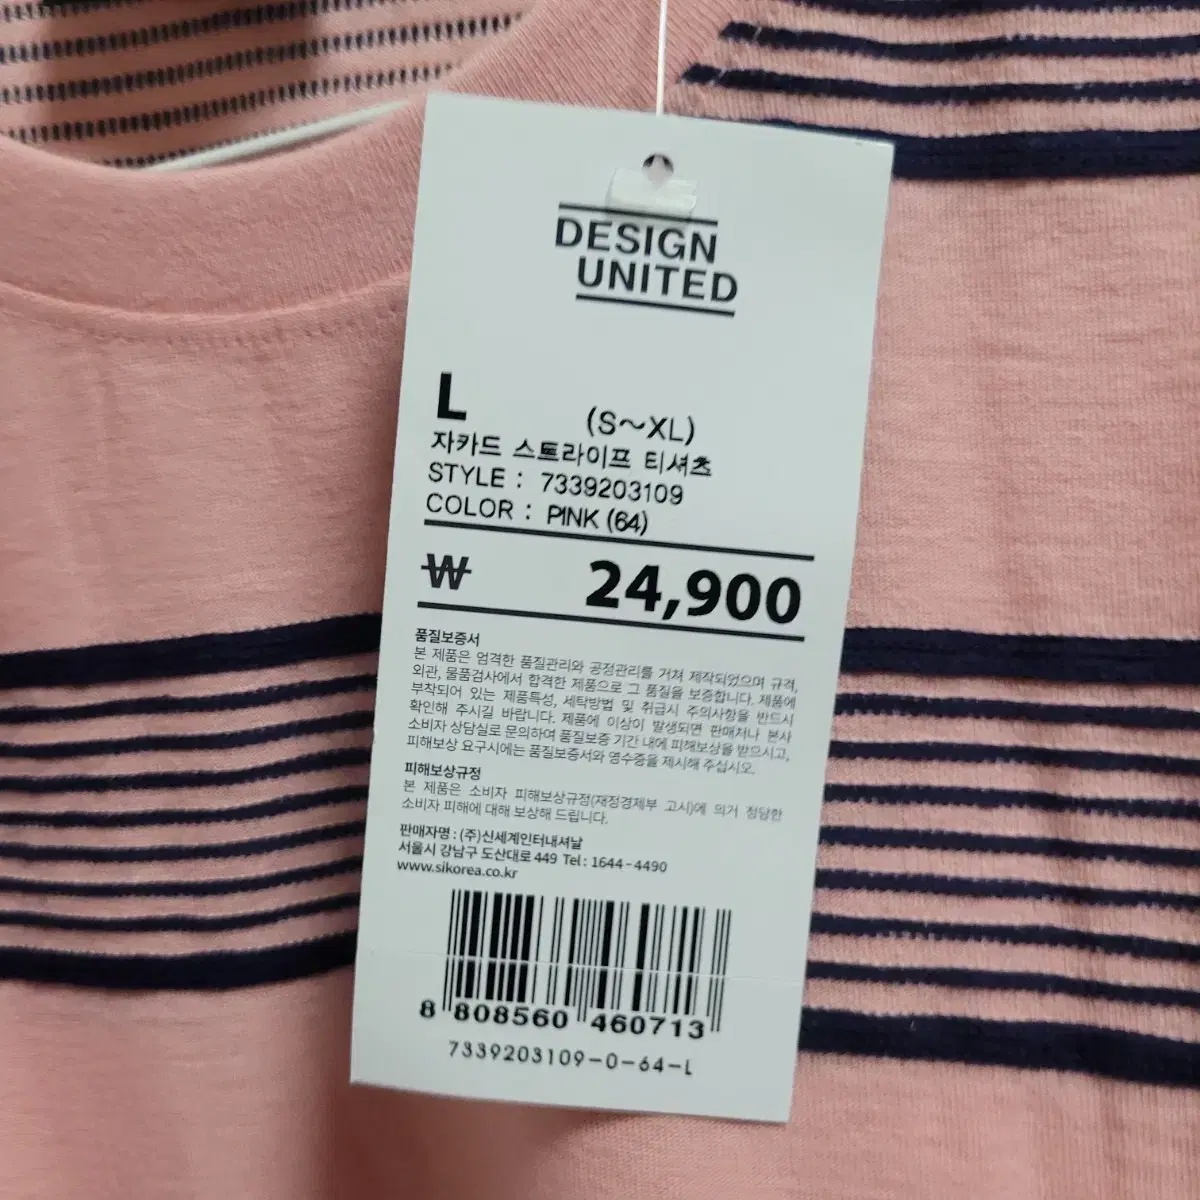 DESIGN
UNITED
L (S~XL)
자카드 스트라이프 티셔츠
STYLE : 7339203109
COLOR : PINK (64)
₩ 24,900
품질보증서
본 제품은 엄격한 품질관리와 공정관리를 거쳐 제작되었으며 규격,
외관, 물품검사에서 합격한 제품으로 그 품질을 보증합니다. 제품에
부착되어 있는 제품특성, 세탁방법 및 취급시 주의사항을 반드시
확인해 주시길 바랍니다. 제품에 이상이 발생되면 판매처나 본사
소비자 상담실로 문의하여 품질보증 기간 내에 피해보상을 받으시고,
피해보상 요구시에는 품질보증서와 영수증을 제시해 주십시오.
피해보상규정
본 제품은 소비자 피해보상규정(재정경제부 고시)에 의거 정당한
소비자 피해에 대해 보상해 드립니다.
판매자명 : (주)신세계인터내셔날
서울시 강남구 도산대로 449 Tel : 1644-4490
www.sikorea.co.kr
8 808560 460713
7339203109-0-64-L